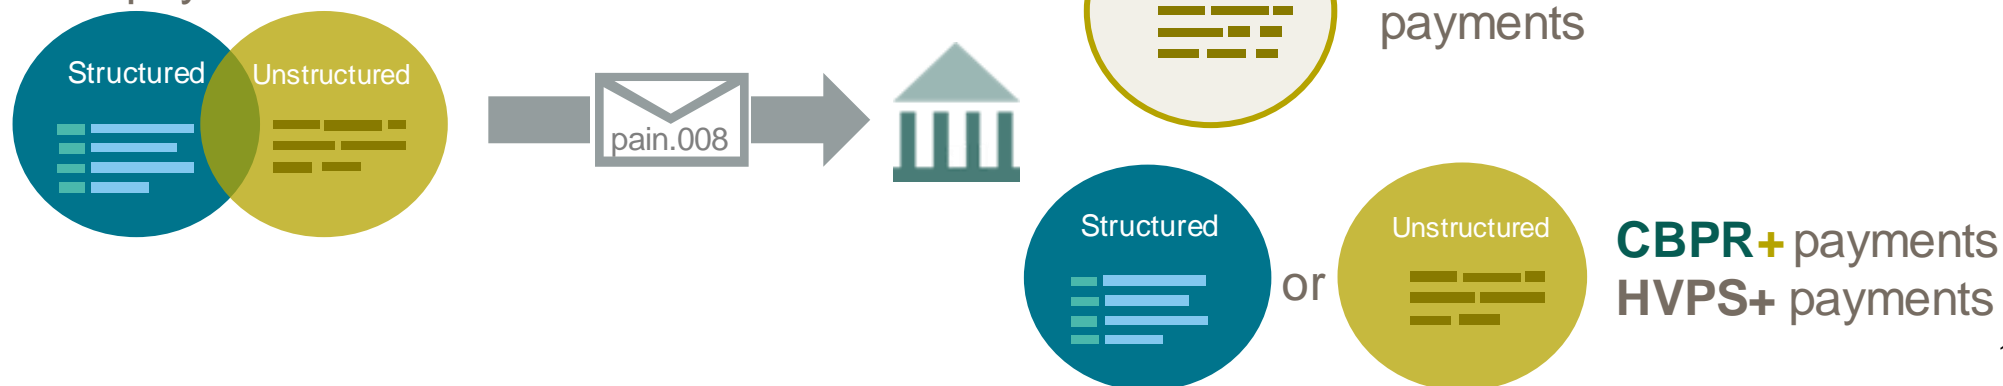 payments
Structured
Unstructured
pain.008
Structured
or
Unstructured
CBPR+ payments
HVPS+ payments